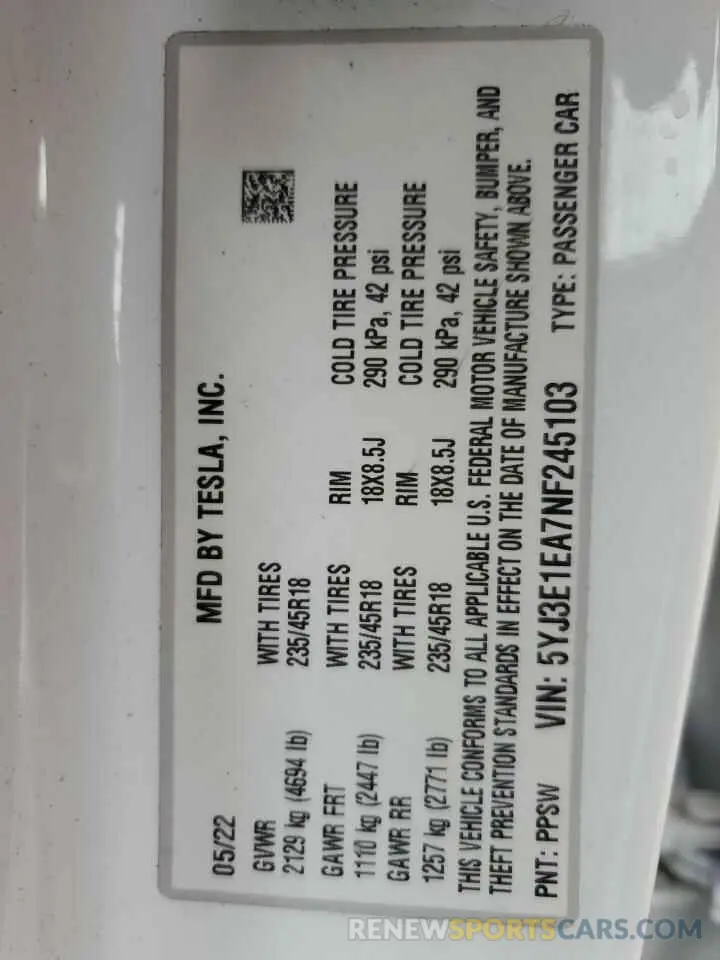 MFD BY TESLA, INC.
05/22
GVWR WITH TIRES
2129 kg (4694 lb) 235/45R18
GAWR FRT WITH TIRES RIM COLD TIRE PRESSURE
1110 kg (2447 lb) 235/45R18 18X8.5J 290 kPa, 42 psi
GAWR RR WITH TIRES RIM COLD TIRE PRESSURE
1257 kg (2771 lb) 235/45R18 18X8.5J 290 kPa, 42 psi
THIS VEHICLE CONFORMS TO ALL APPLICABLE U.S. FEDERAL MOTOR VEHICLE SAFETY, BUMPER, AND
THEFT PREVENTION STANDARDS IN EFFECT ON THE DATE OF MANUFACTURE SHOWN ABOVE.
PNT: PPSW VIN: 5YJ3E1EA7NF245103 TYPE: PASSENGER CAR
RENEWSPORTSCARS.COM